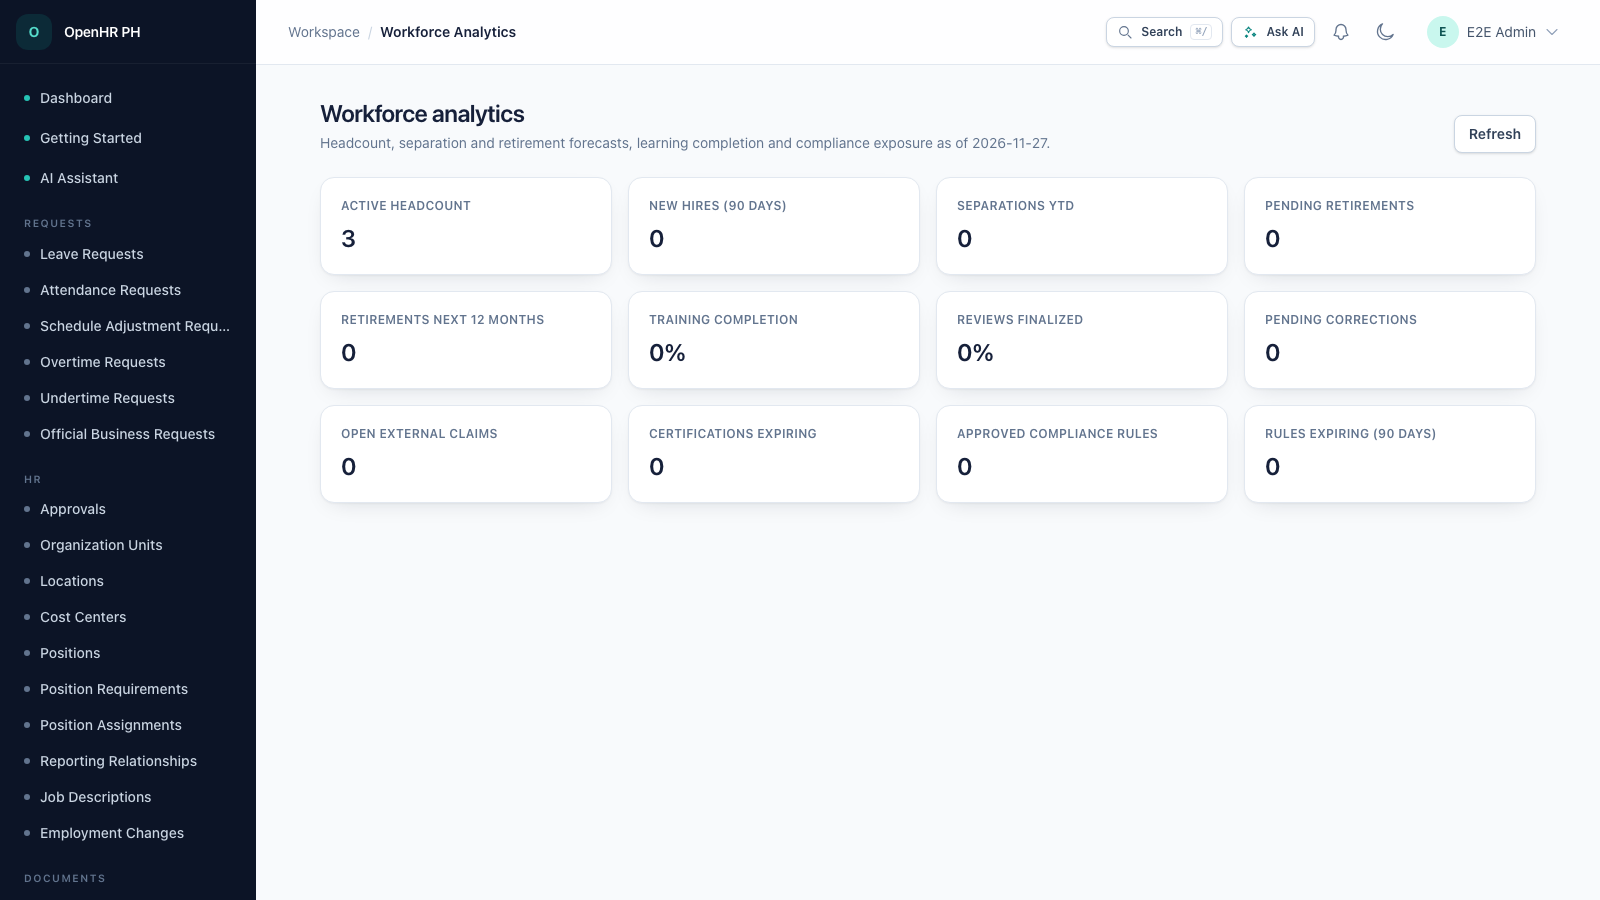 O
OpenHR PH
Dashboard
Getting Started
AI Assistant
REQUESTS
Leave Requests
Attendance Requests
Schedule Adjustment Requ...
Overtime Requests
Undertime Requests
Official Business Requests
HR
Approvals
Organization Units
Locations
Cost Centers
Positions
Position Requirements
Position Assignments
Reporting Relationships
Job Descriptions
Employment Changes
DOCUMENTS
Workspace / Workforce Analytics
Search ⌘/
Ask AI
E
E2E Admin
Workforce analytics
Headcount, separation and retirement forecasts, learning completion and compliance exposure as of 2026-11-27.
Refresh
ACTIVE HEADCOUNT
3
NEW HIRES (90 DAYS)
0
SEPARATIONS YTD
0
PENDING RETIREMENTS
0
RETIREMENTS NEXT 12 MONTHS
0
TRAINING COMPLETION
0%
REVIEWS FINALIZED
0%
PENDING CORRECTIONS
0
OPEN EXTERNAL CLAIMS
0
CERTIFICATIONS EXPIRING
0
APPROVED COMPLIANCE RULES
0
RULES EXPIRING (90 DAYS)
0